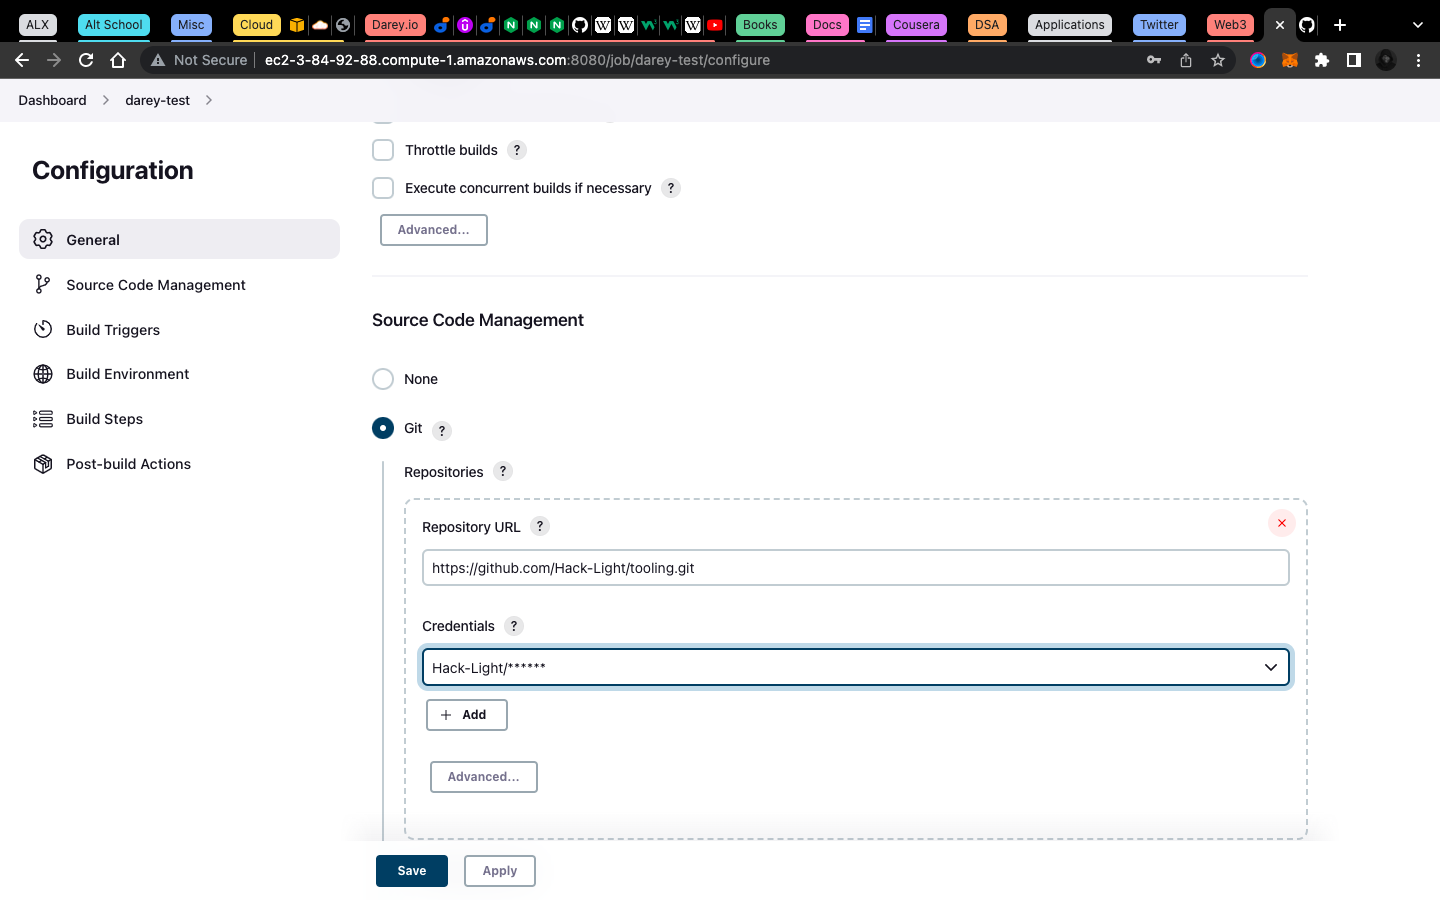 ALX Alt School Misc Cloud Darey.io Books Docs Cousera DSA Applications Twitter Web3
Not Secure ec2-3-84-92-88.compute-1.amazonaws.com:8080/job/darey-test/configure
Dashboard darey-test
Configuration
General
Source Code Management
Build Triggers
Build Environment
Build Steps
Post-build Actions
Throttle builds ?
Execute concurrent builds if necessary ?
Advanced...
Source Code Management
None
Git ?
Repositories ?
Repository URL ?
https://github.com/Hack-Light/tooling.git
Credentials ?
Hack-Light/******
Add
Advanced...
Save Apply